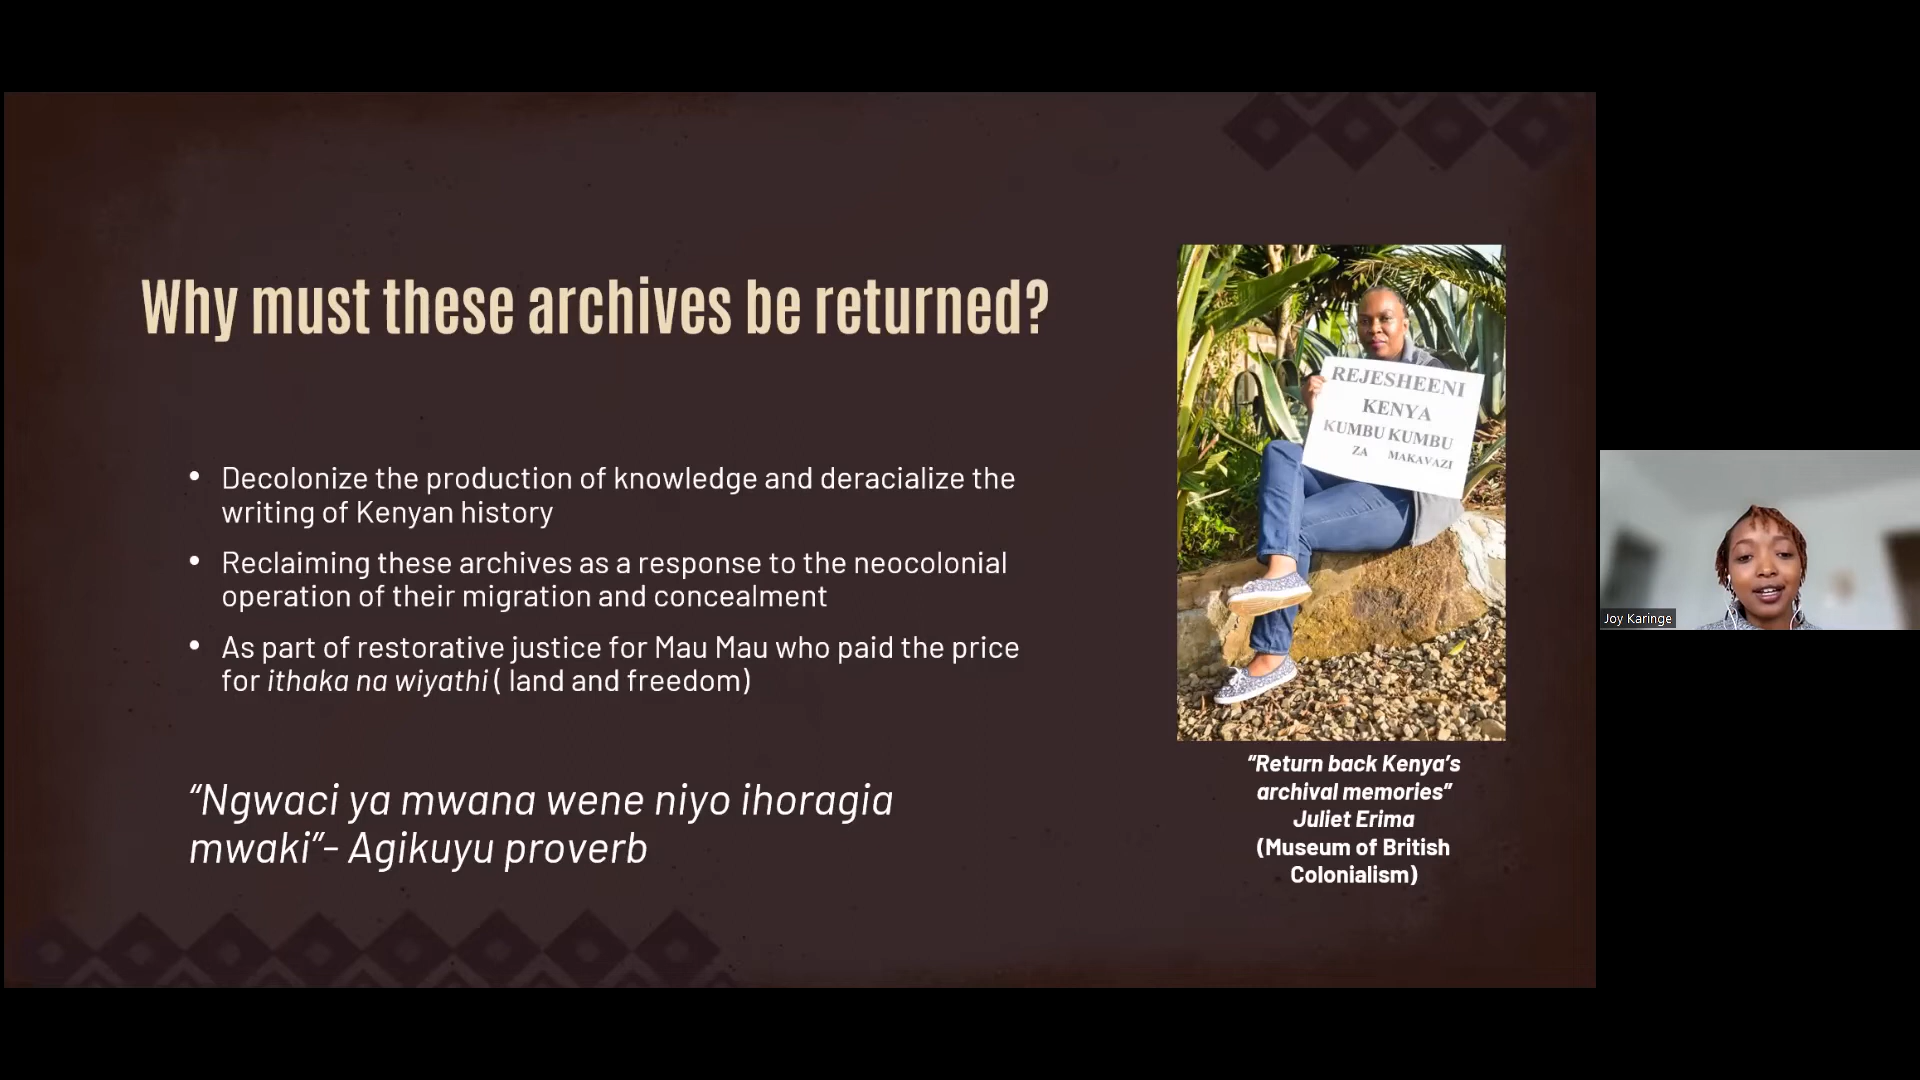 Why must these archives be returned?
• Decolonize the production of knowledge and deracialize the
writing of Kenyan history
• Reclaiming these archives as a response to the neocolonial
operation of their migration and concealment
• As part of restorative justice for Mau Mau who paid the price
for ithaka na wiyathi ( land and freedom)
“Ngwaci ya mwana wene niyo ihoragia
mwaki”- Agikuyu proverb
REJESHEENI
KENYA
KUMBU KUMBU
ZA MAKAVAZI
“Return back Kenya’s
archival memories”
Juliet Erima
(Museum of British
Colonialism)
Joy Karinge